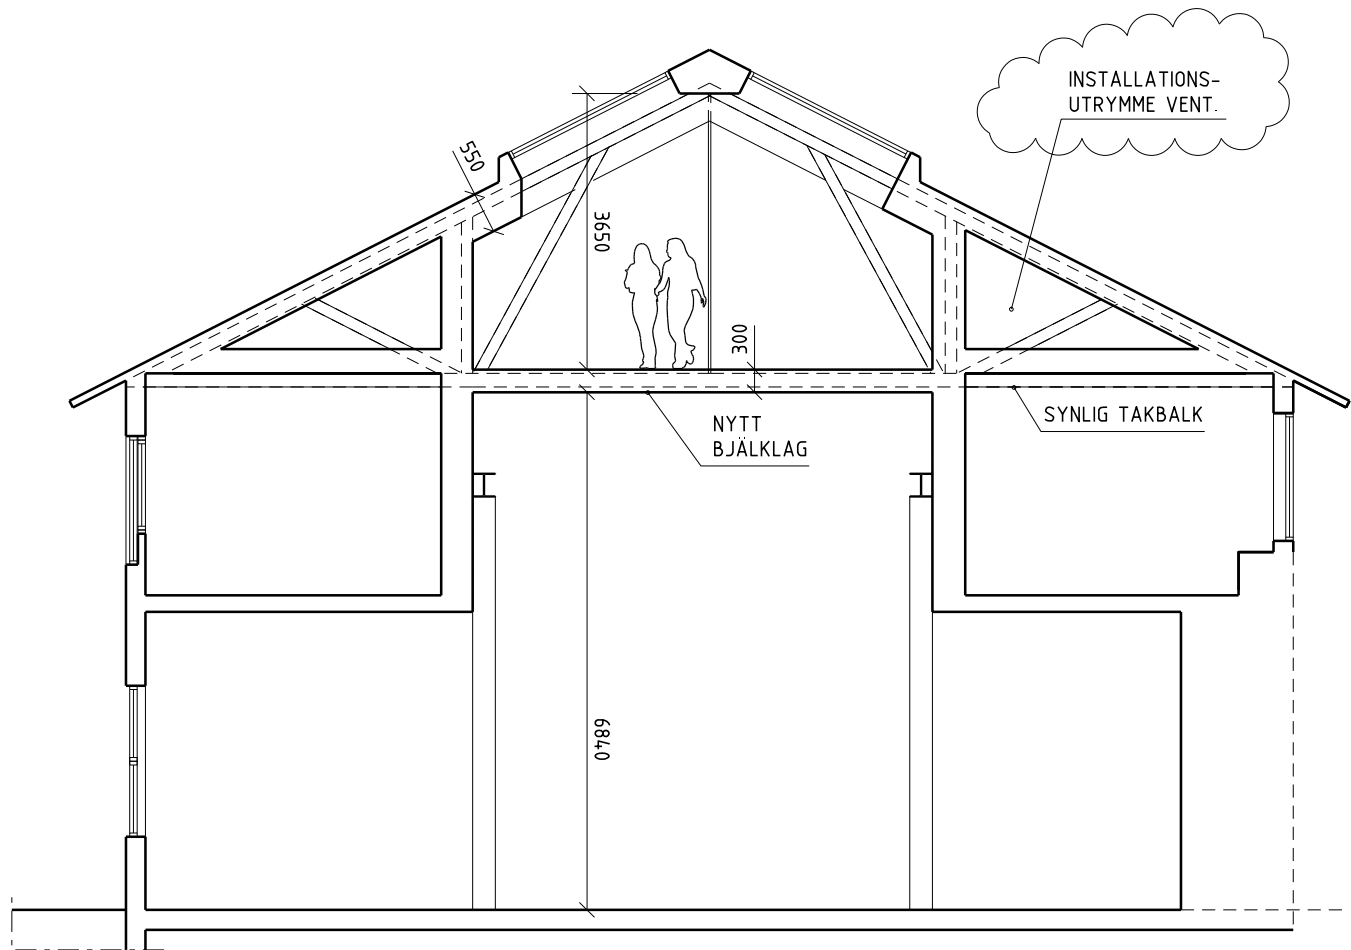 INSTALLATIONS-
UTRYMME VENT.
550
3650
300
SYNLIG TAKBALK
NYTT
BJÄLKLAG
6840